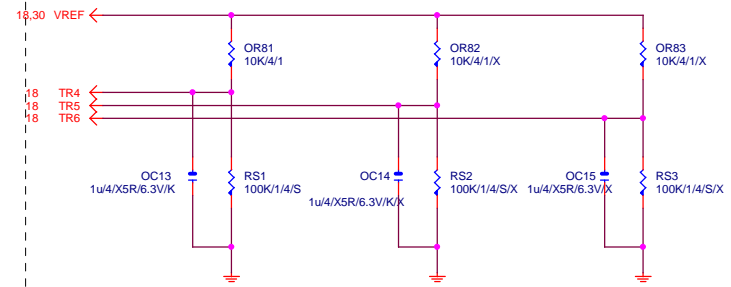 18,30 VREF
OR81
10K/4/1
OR82
10K/4/1/X
OR83
10K/4/1/X
18 TR4
18 TR5
18 TR6
OC13
1u/4/X5R/6.3V/K
RS1
100K/1/4/S
OC14
1u/4/X5R/6.3V/K/X
RS2
100K/1/4/S/X
OC15
1u/4/X5R/6.3V/X
RS3
100K/1/4/S/X